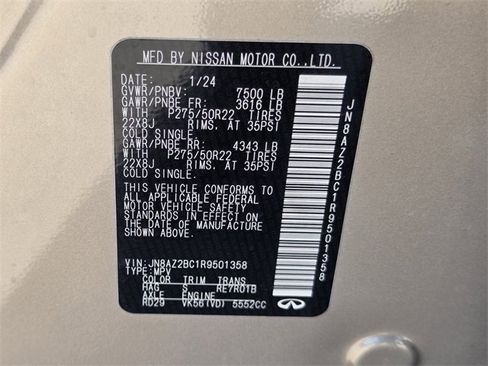 MFD BY NISSAN MOTOR CO.,LTD.
DATE: 1/24
GVWR/PNBV: 7500 LB
GAWR/PNBE FR: 3616 LB
WITH P275/50R22 TIRES
22X8J RIMS, AT 35PSI
COLD SINGLE.
GAWR/PNBE RR: 4343 LB
WITH P275/50R22 TIRES
22X8J RIMS, AT 35PSI
COLD SINGLE.
THIS VEHICLE CONFORMS TO
ALL APPLICABLE FEDERAL
MOTOR VEHICLE SAFETY
STANDARDS IN EFFECT ON
THE DATE OF MANUFACTURE
SHOWN ABOVE.
VIN: JN8AZ2BC1R9501358
TYPE: MPV
COLOR TRIM TRANS
HAG S RE7R01B
AXLE ENGINE
RD29 VK56(VD) 5552CC
INFINITI
JN8AZ2BC1R9501358